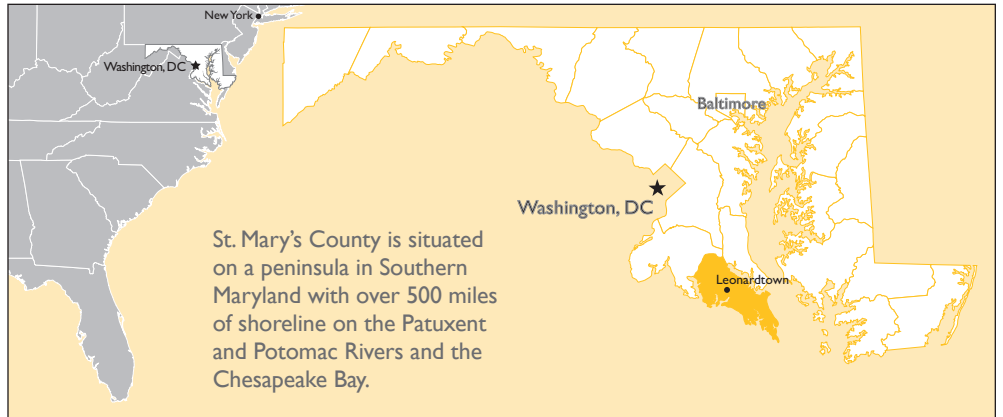 New York
Washington, DC
Baltimore
Washington, DC
Leonardtown
St. Mary’s County is situated
on a peninsula in Southern
Maryland with over 500 miles
of shoreline on the Patuxent
and Potomac Rivers and the
Chesapeake Bay.